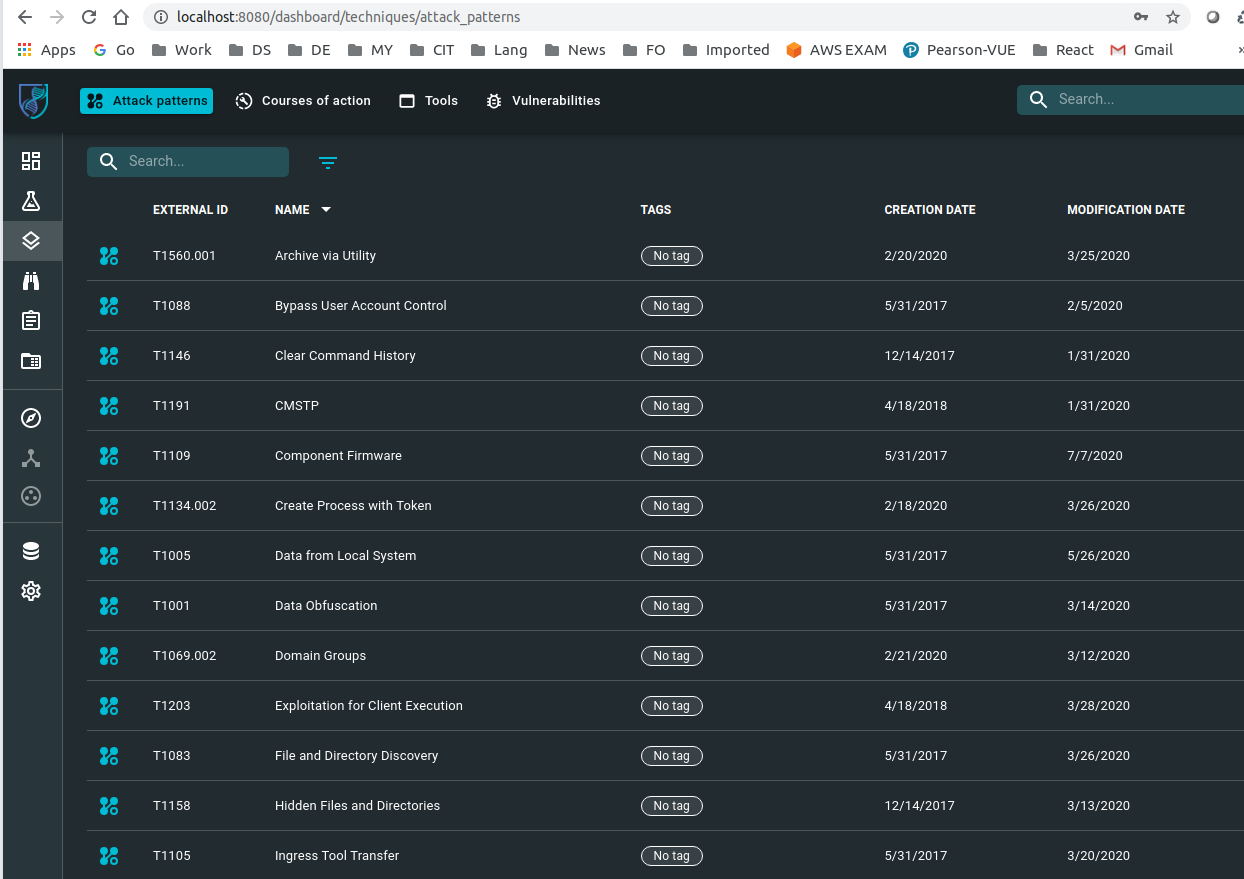 localhost:8080/dashboard/techniques/attack_patterns
Apps Go Work DS DE MY CIT Lang News FO Imported AWS EXAM Pearson-VUE React Gmail »
Attack patterns Courses of action Tools Vulnerabilities Search...
Search...
EXTERNAL ID NAME TAGS CREATION DATE MODIFICATION DATE
T1560.001 Archive via Utility No tag 2/20/2020 3/25/2020
T1088 Bypass User Account Control No tag 5/31/2017 2/5/2020
T1146 Clear Command History No tag 12/14/2017 1/31/2020
T1191 CMSTP No tag 4/18/2018 1/31/2020
T1109 Component Firmware No tag 5/31/2017 7/7/2020
T1134.002 Create Process with Token No tag 2/18/2020 3/26/2020
T1005 Data from Local System No tag 5/31/2017 5/26/2020
T1001 Data Obfuscation No tag 5/31/2017 3/14/2020
T1069.002 Domain Groups No tag 2/21/2020 3/12/2020
T1203 Exploitation for Client Execution No tag 4/18/2018 3/28/2020
T1083 File and Directory Discovery No tag 5/31/2017 3/26/2020
T1158 Hidden Files and Directories No tag 12/14/2017 3/13/2020
T1105 Ingress Tool Transfer No tag 5/31/2017 3/20/2020